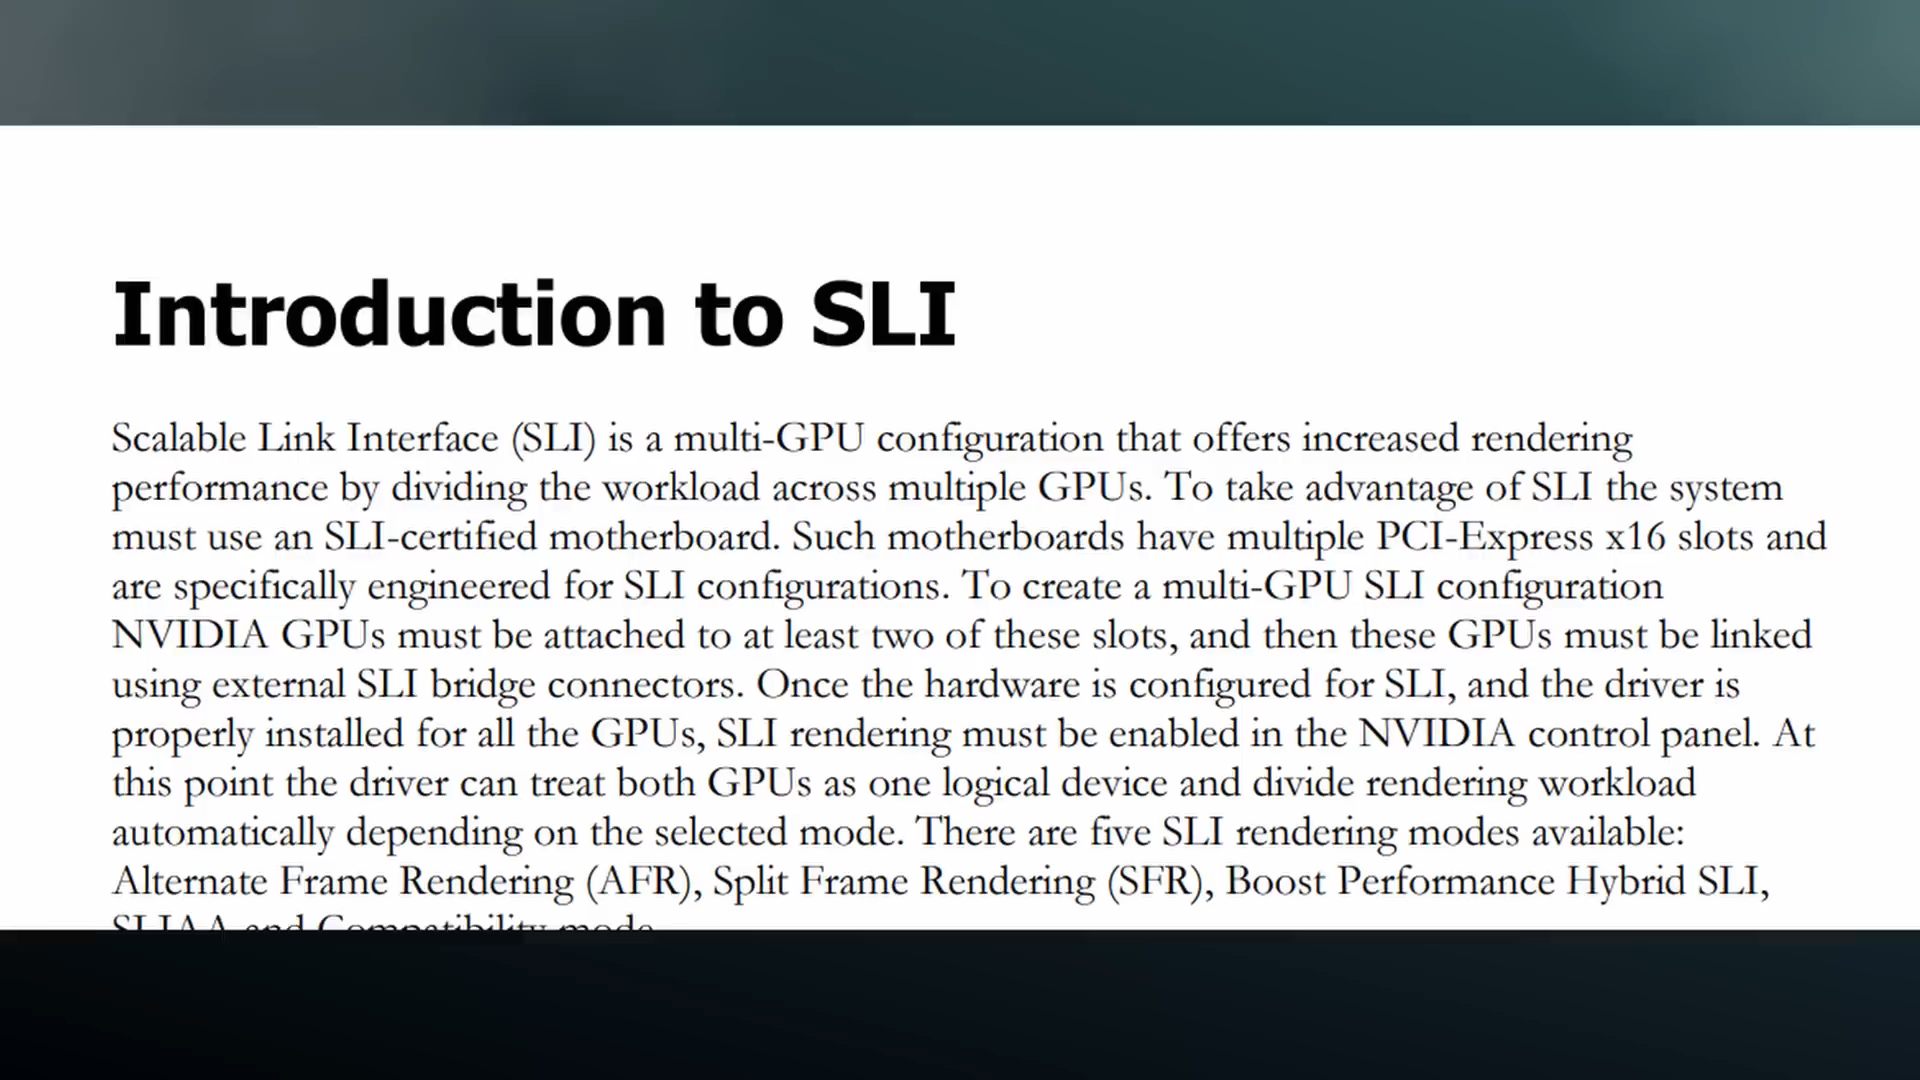 Introduction to SLI
Scalable Link Interface (SLI) is a multi-GPU configuration that offers increased rendering
performance by dividing the workload across multiple GPUs. To take advantage of SLI the system
must use an SLI-certified motherboard. Such motherboards have multiple PCI-Express x16 slots and
are specifically engineered for SLI configurations. To create a multi-GPU SLI configuration
NVIDIA GPUs must be attached to at least two of these slots, and then these GPUs must be linked
using external SLI bridge connectors. Once the hardware is configured for SLI, and the driver is
properly installed for all the GPUs, SLI rendering must be enabled in the NVIDIA control panel. At
this point the driver can treat both GPUs as one logical device and divide rendering workload
automatically depending on the selected mode. There are five SLI rendering modes available:
Alternate Frame Rendering (AFR), Split Frame Rendering (SFR), Boost Performance Hybrid SLI,
SLIAA and Compatibility mode